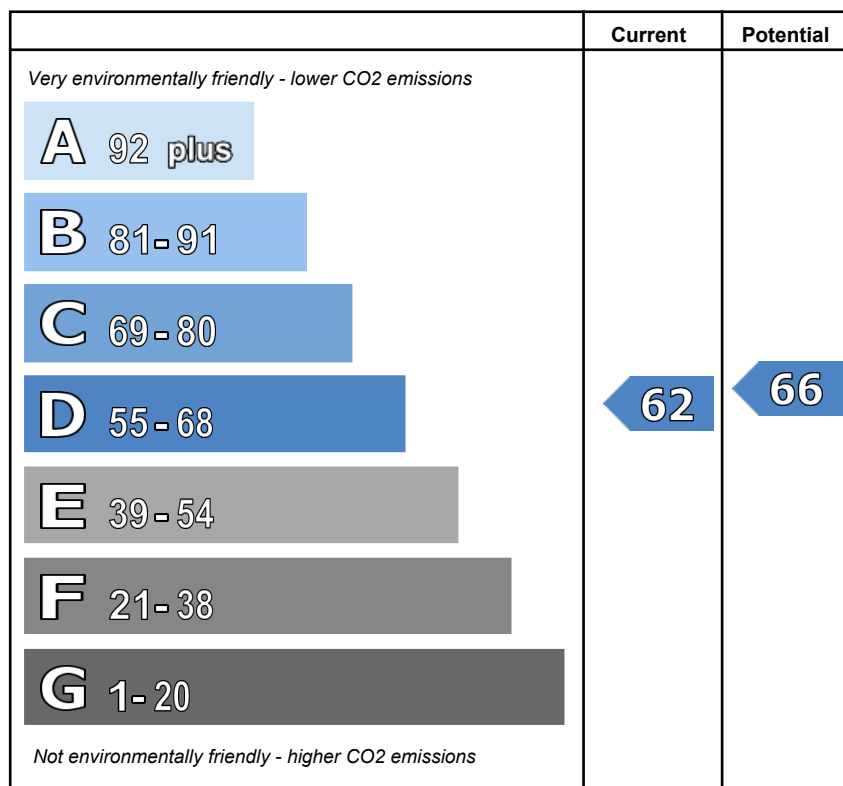 Current Potential
Very environmentally friendly - lower CO2 emissions
A 92 plus
B 81-91
C 69-80
D 55-68
62
66
E 39-54
F 21-38
G 1-20
Not environmentally friendly - higher CO2 emissions